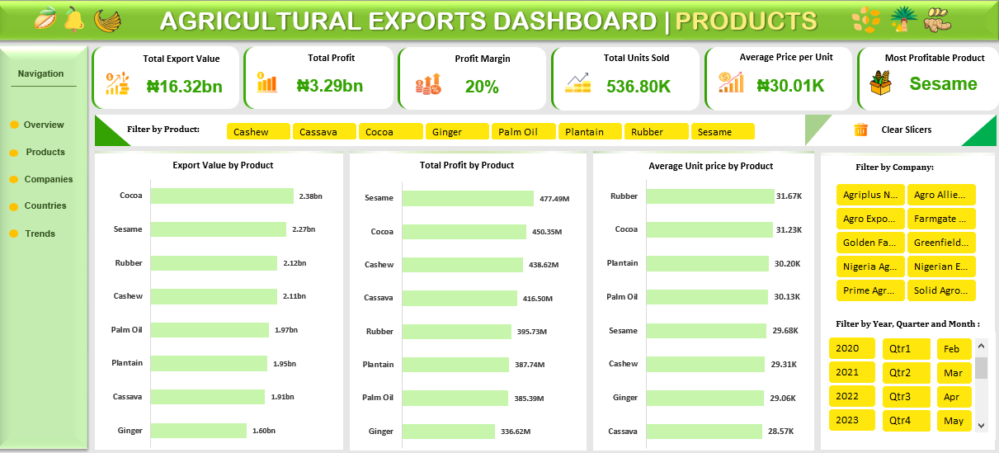 AGRICULTURAL EXPORTS DASHBOARD | PRODUCTS
Navigation
Overview
Products
Companies
Countries
Trends
Total Export Value
₦16.32bn
Total Profit
₦3.29bn
Profit Margin
20%
Total Units Sold
536.80K
Average Price per Unit
₦30.01K
Most Profitable Product
Sesame
Filter by Product:
Cashew
Cassava
Cocoa
Ginger
Palm Oil
Plantain
Rubber
Sesame
Clear Slicers
Export Value by Product
Cocoa 2.38bn
Sesame 2.27bn
Rubber 2.12bn
Cashew 2.11bn
Palm Oil 1.97bn
Plantain 1.95bn
Cassava 1.91bn
Ginger 1.60bn
Total Profit by Product
Sesame 477.49M
Cocoa 450.35M
Cashew 438.62M
Cassava 416.50M
Rubber 395.73M
Plantain 387.74M
Palm Oil 385.39M
Ginger 336.62M
Average Unit price by Product
Rubber 31.67K
Cocoa 31.23K
Plantain 30.20K
Palm Oil 30.13K
Sesame 29.68K
Cashew 29.31K
Ginger 29.06K
Cassava 28.57K
Filter by Company:
Agriplus N... Agro Allie...
Agro Expo... Farmgate ...
Golden Fa... Greenfield...
Nigeria Ag... Nigerian E...
Prime Agr... Solid Agro...
Filter by Year, Quarter and Month :
2020 Qtr1 Feb
2021 Qtr2 Mar
2022 Qtr3 Apr
2023 Qtr4 May